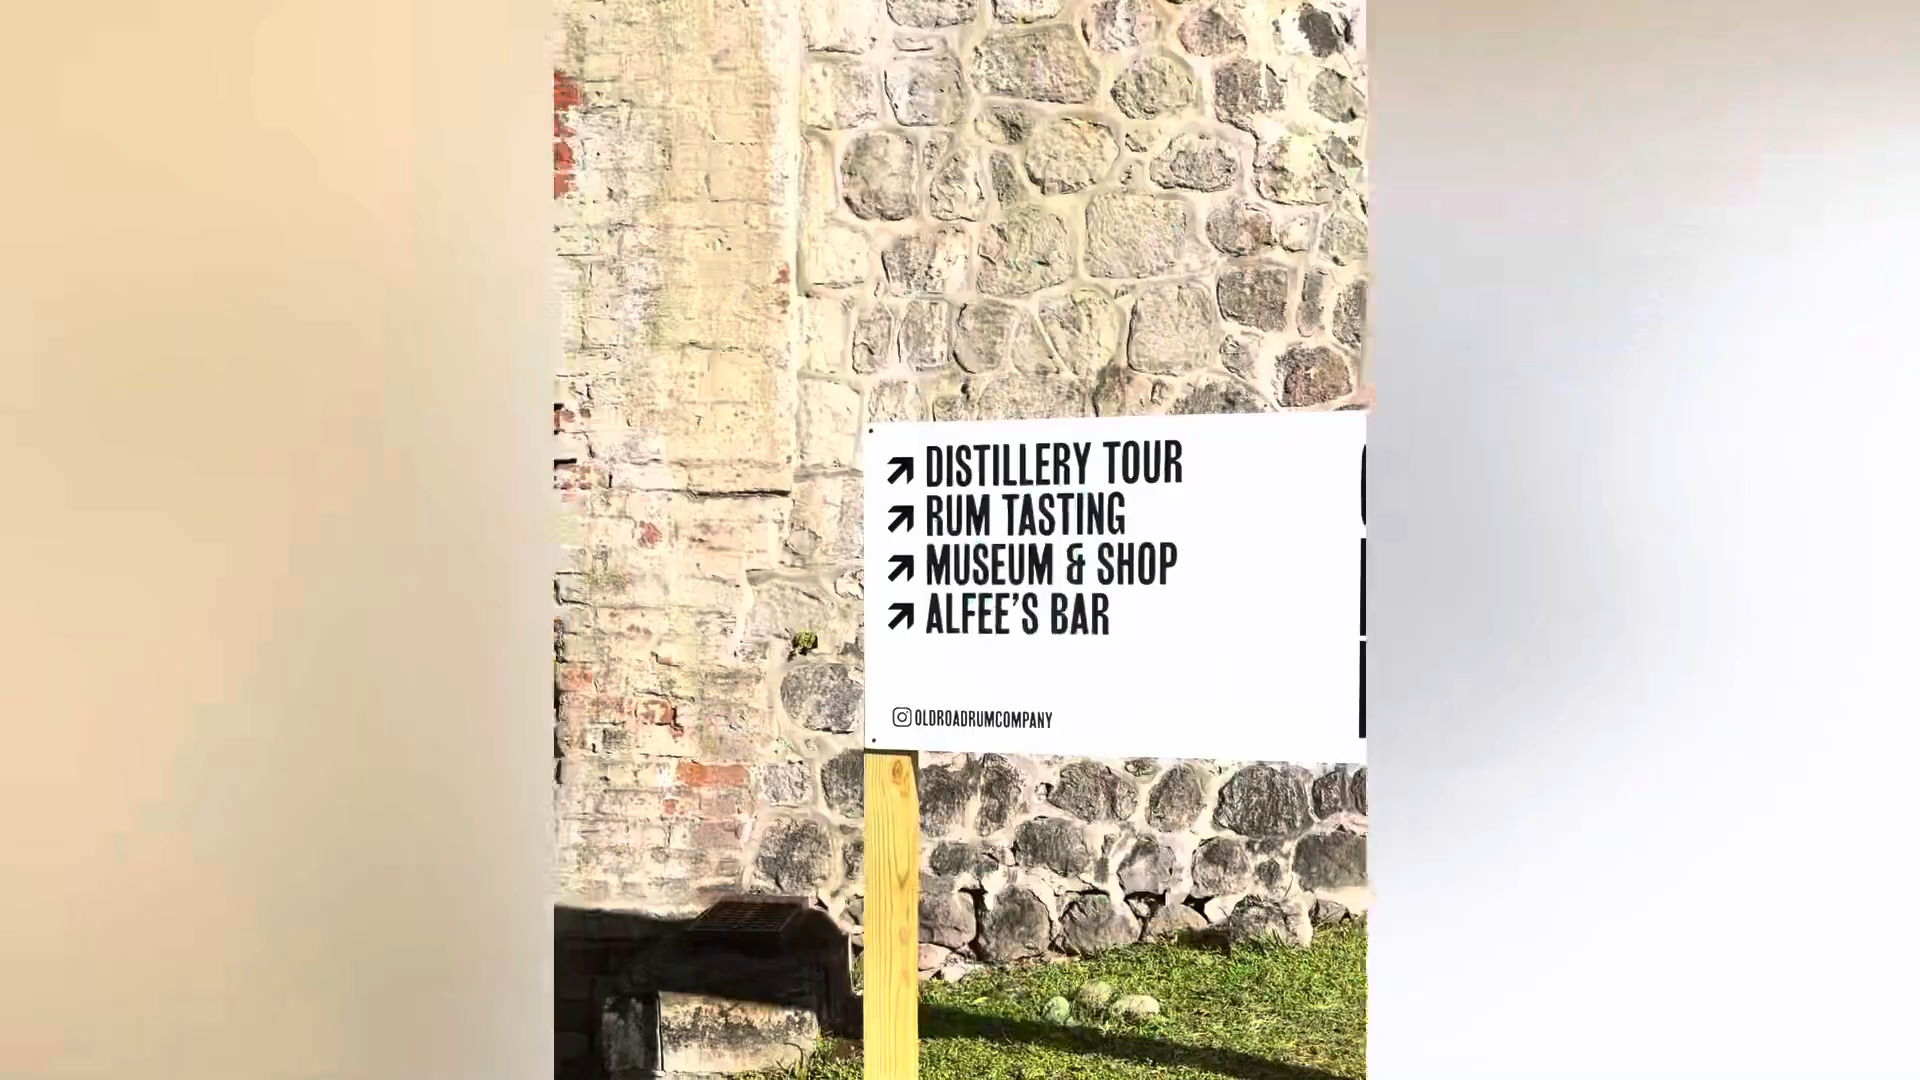 DISTILLERY TOUR
RUM TASTING
MUSEUM & SHOP
ALFEE'S BAR
OLDROADRUMCOMPANY